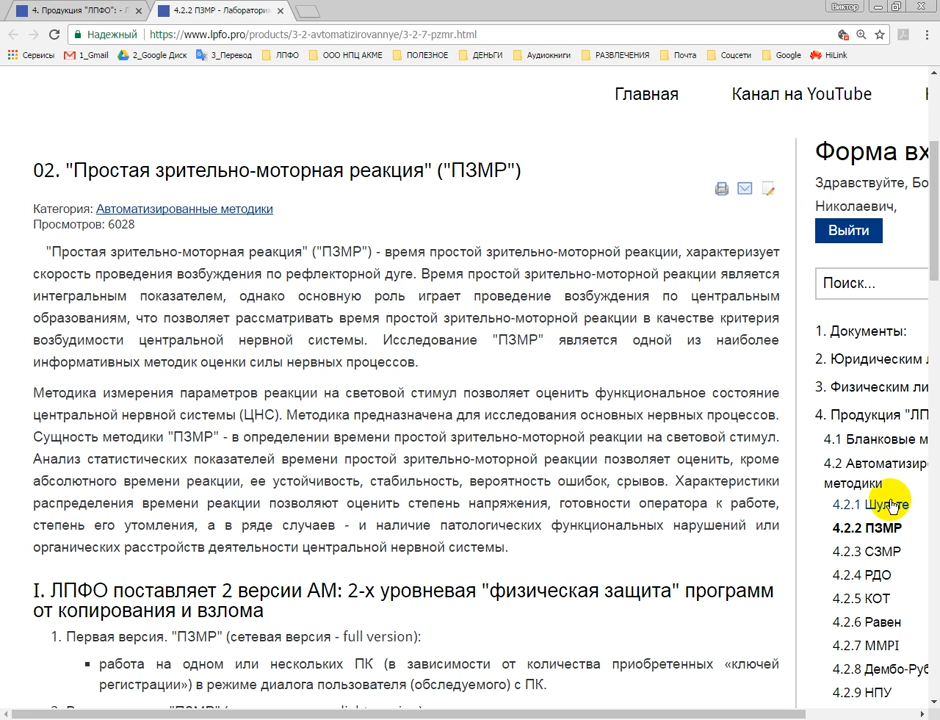 4. Продукция "ЛПФО": - Л
4.2.2 ПЗМР - Лаборатория
Виктор
Надежный
https://www.lpfo.pro/products/3-2-avtomatizirovannye/3-2-7-pzmr.html
Сервисы 1_Gmail 2_Google Диск 3_Перевод ЛПФО ООО НПЦ АКМЕ ПОЛЕЗНОЕ ДЕНЬГИ Аудиокниги РАЗВЛЕЧЕНИЯ Почта Соцсети Google HiLink
Главная Канал на YouTube
02. "Простая зрительно-моторная реакция" ("ПЗМР")
Категория: Автоматизированные методики
Просмотров: 6028
"Простая зрительно-моторная реакция" ("ПЗМР") - время простой зрительно-моторной реакции, характеризует
скорость проведения возбуждения по рефлекторной дуге. Время простой зрительно-моторной реакции является
интегральным показателем, однако основную роль играет проведение возбуждения по центральным
образованиям, что позволяет рассматривать время простой зрительно-моторной реакции в качестве критерия
возбудимости центральной нервной системы. Исследование "ПЗМР" является одной из наиболее
информативных методик оценки силы нервных процессов.
Методика измерения параметров реакции на световой стимул позволяет оценить функциональное состояние
центральной нервной системы (ЦНС). Методика предназначена для исследования основных нервных процессов.
Сущность методики "ПЗМР" - в определении времени простой зрительно-моторной реакции на световой стимул.
Анализ статистических показателей времени простой зрительно-моторной реакции позволяет оценить, кроме
абсолютного времени реакции, ее устойчивость, стабильность, вероятность ошибок, срывов. Характеристики
распределения времени реакции позволяют оценить степень напряжения, готовности оператора к работе,
степень его утомления, а в ряде случаев - и наличие патологических функциональных нарушений или
органических расстройств деятельности центральной нервной системы.
I. ЛПФО поставляет 2 версии АМ: 2-х уровневая "физическая защита" программ
от копирования и взлома
1. Первая версия. "ПЗМР" (сетевая версия - full version):
▪ работа на одном или нескольких ПК (в зависимости от количества приобретенных «ключей
регистрации») в режиме диалога пользователя (обследуемого) с ПК.
Форма вх
Здравствуйте, Бо
Николаевич,
Выйти
Поиск...
1. Документы:
2. Юридическим
3. Физическим ли
4. Продукция "ЛП
4.1 Бланковые м
4.2 Автоматизир
методики
4.2.1 Шульте
4.2.2 ПЗМР
4.2.3 СЗМР
4.2.4 РДО
4.2.5 КОТ
4.2.6 Равен
4.2.7 MMPI
4.2.8 Дембо-Руб
4.2.9 НПУ